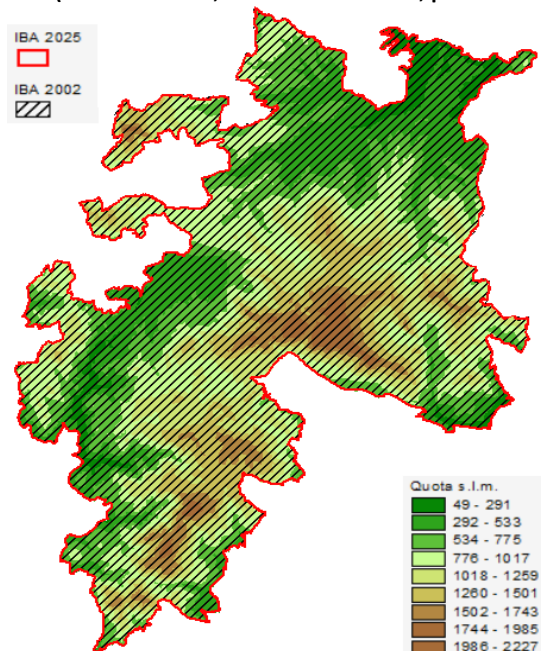 IBA 2025
IBA 2002
Quota s.l.m.
49 - 291
292 - 533
534 - 775
776 - 1017
1018 - 1259
1260 - 1501
1502 - 1743
1744 - 1985
1986 - 2227